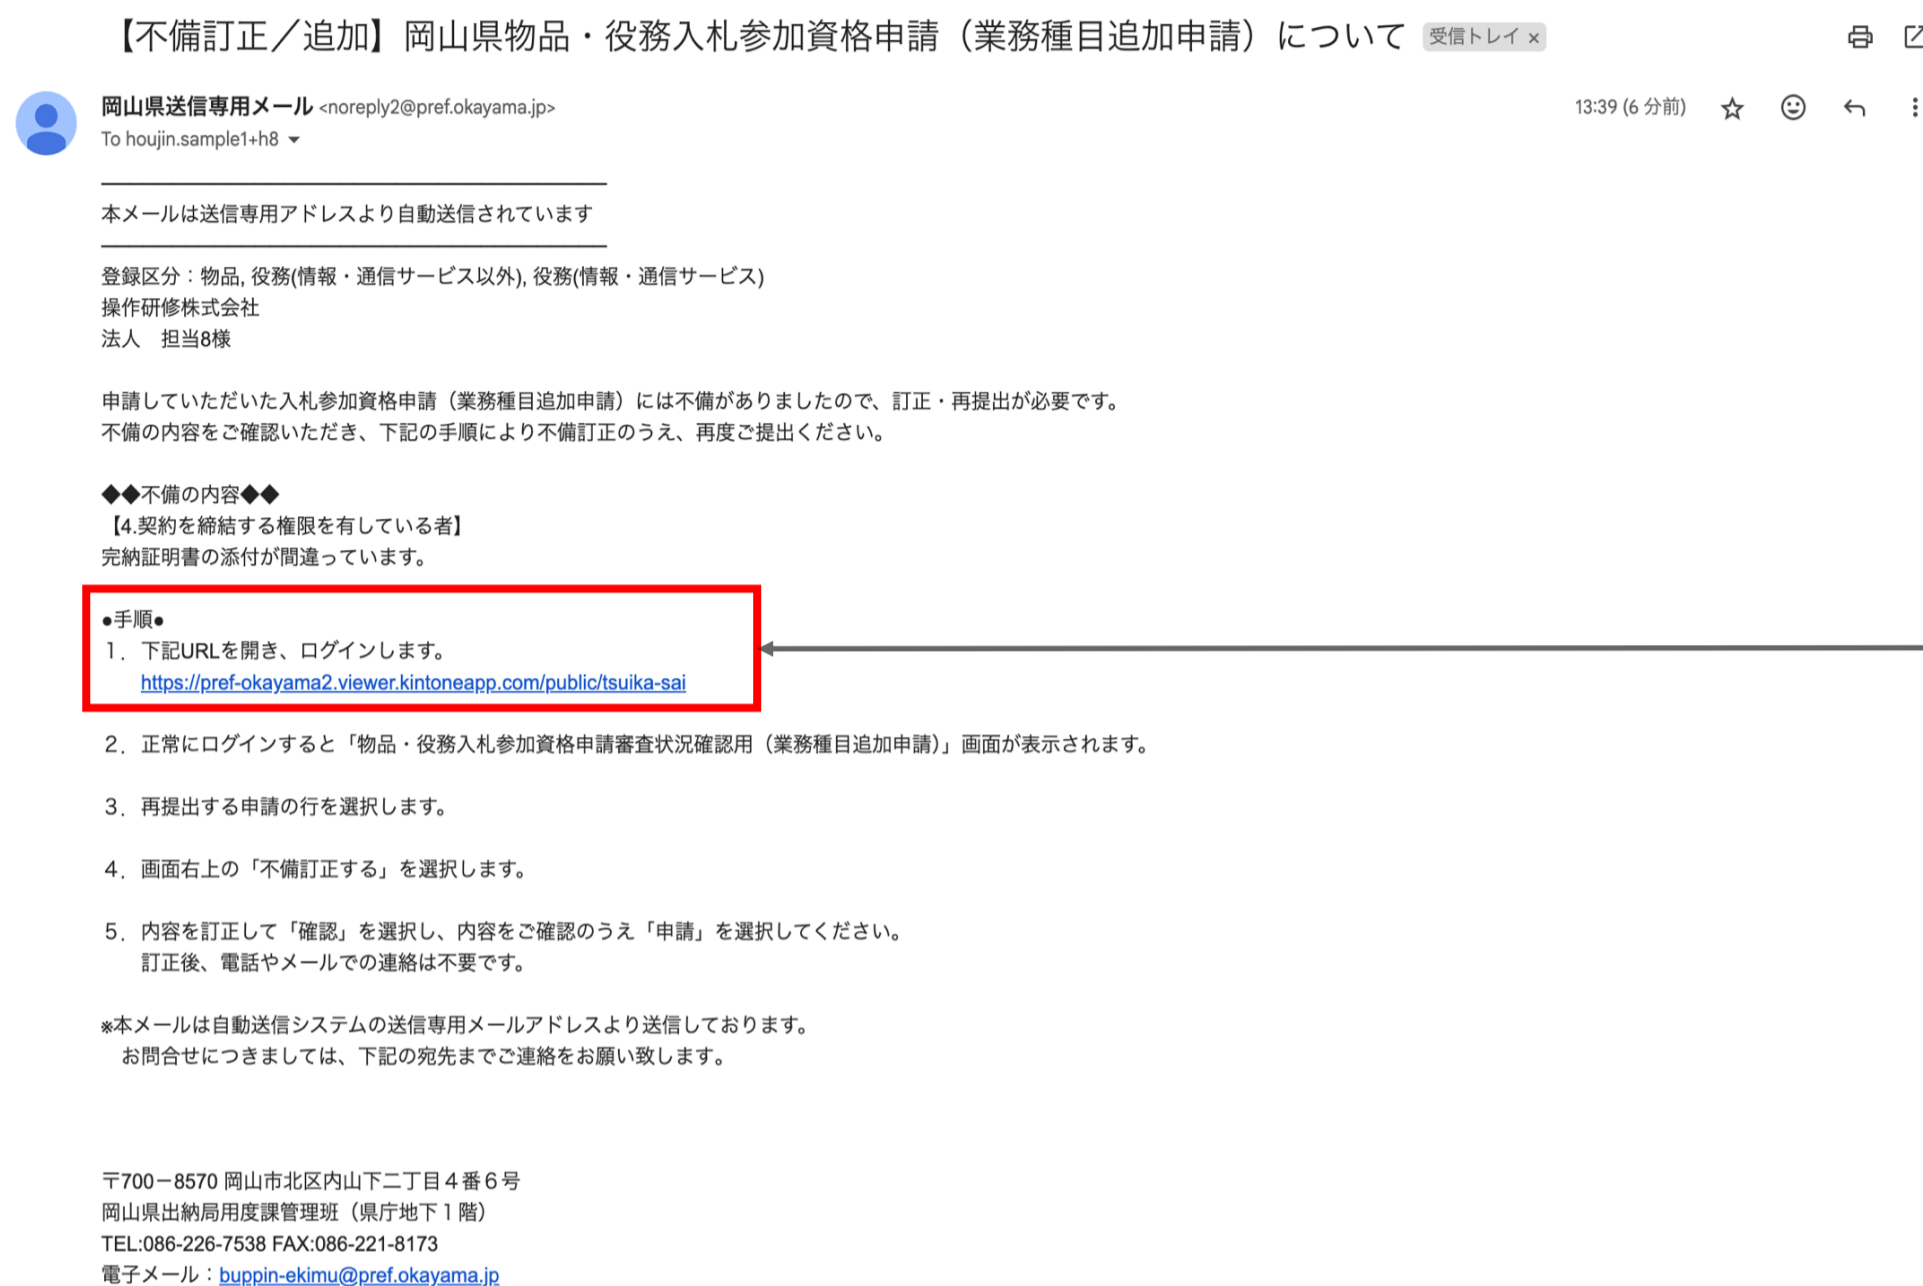 【不備訂正／追加】岡山県物品・役務入札参加資格申請（業務種目追加申請）について 受信トレイ ×
岡山県送信専用メール <noreply2@pref.okayama.jp>
13:39 (6 分前)
To houjin.sample1+h8
本メールは送信専用アドレスより自動送信されています
登録区分：物品, 役務(情報・通信サービス以外), 役務(情報・通信サービス)
操作研修株式会社
法人　担当8様
申請していただいた入札参加資格申請（業務種目追加申請）には不備がありましたので、訂正・再提出が必要です。
不備の内容をご確認いただき、下記の手順により不備訂正のうえ、再度ご提出ください。
◆◆不備の内容◆◆
【4.契約を締結する権限を有している者】
完納証明書の添付が間違っています。
●手順●
１．下記URLを開き、ログインします。
https://pref-okayama2.viewer.kintoneapp.com/public/tsuika-sai
２．正常にログインすると「物品・役務入札参加資格申請審査状況確認用（業務種目追加申請）」画面が表示されます。
３．再提出する申請の行を選択します。
４．画面右上の「不備訂正する」を選択します。
５．内容を訂正して「確認」を選択し、内容をご確認のうえ「申請」を選択してください。
訂正後、電話やメールでの連絡は不要です。
※本メールは自動送信システムの送信専用メールアドレスより送信しております。
お問合せにつきましては、下記の宛先までご連絡をお願い致します。
〒700－8570 岡山市北区内山下二丁目４番６号
岡山県出納局用度課管理班（県庁地下１階）
TEL:086-226-7538 FAX:086-221-8173
電子メール：buppin-ekimu@pref.okayama.jp